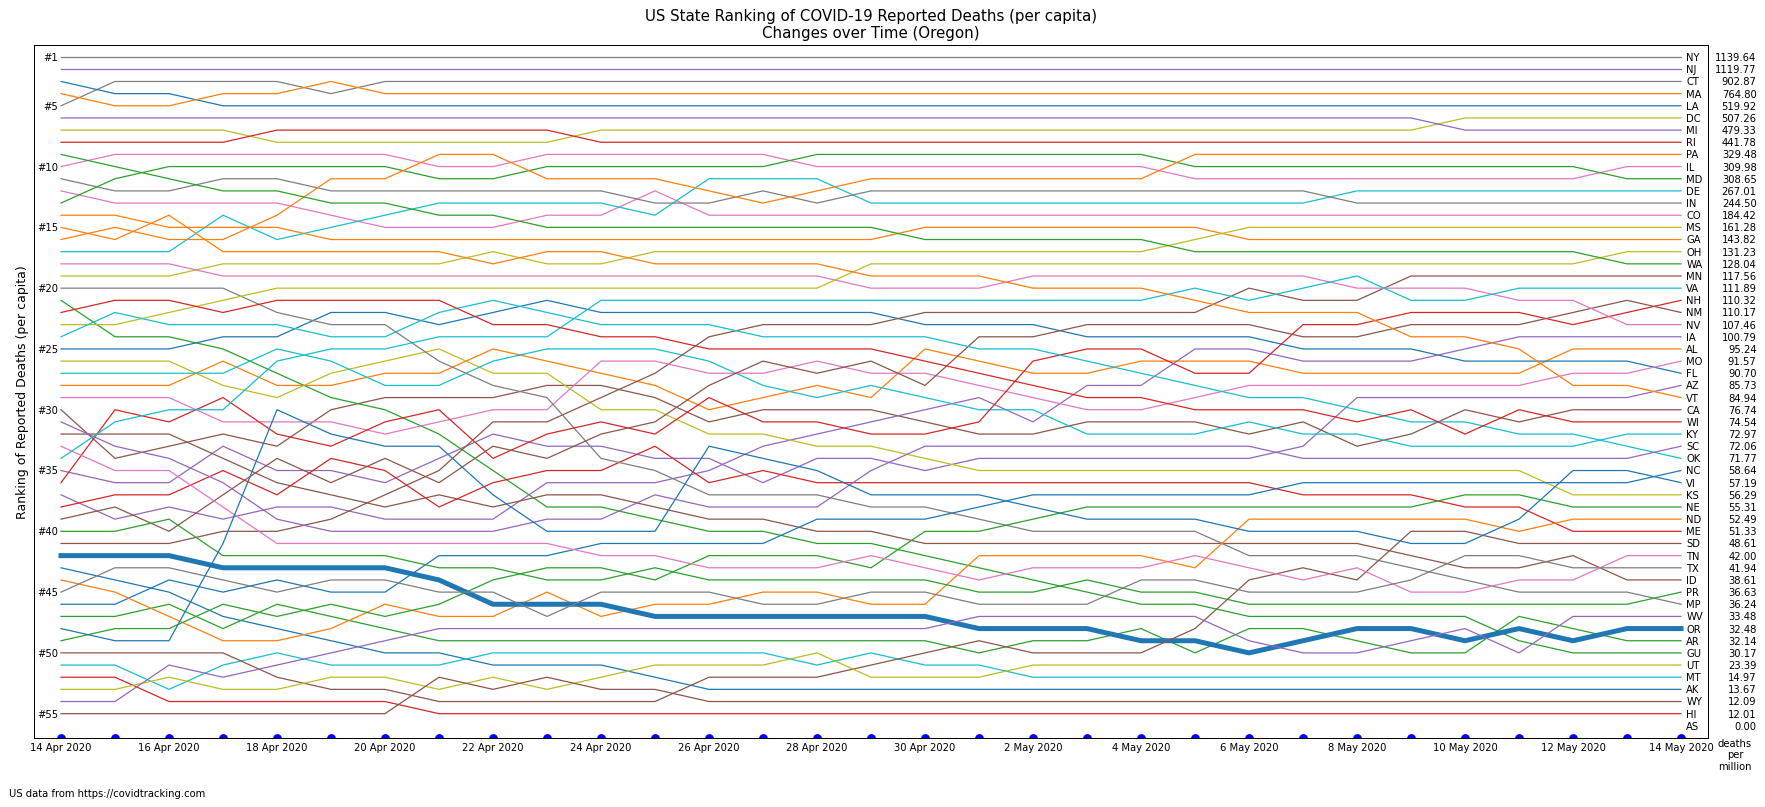 US State Ranking of COVID-19 Reported Deaths (per capita)
Changes over Time (Oregon)
Ranking of Reported Deaths (per capita)
#1
#5
#10
#15
#20
#25
#30
#35
#40
#45
#50
#55
NY 1139.64
NJ 1119.77
CT 902.87
MA 764.80
LA 519.92
DC 507.26
MI 479.33
RI 441.78
PA 329.48
IL 309.98
MD 308.65
DE 267.01
IN 244.50
CO 184.42
MS 161.28
GA 143.82
OH 131.23
WA 128.04
MN 117.56
VA 111.89
NH 110.32
NM 110.17
NV 107.46
IA 100.79
AL 95.24
MO 91.57
FL 90.70
AZ 85.73
VT 84.94
CA 76.74
WI 74.54
KY 72.97
SC 72.06
OK 71.77
NC 58.64
VI 57.19
KS 56.29
NE 55.31
ND 52.49
ME 51.33
SD 48.61
TN 42.00
TX 41.94
ID 38.61
PR 36.63
MP 36.24
WV 33.48
OR 32.48
AR 32.14
GU 30.17
UT 23.39
MT 14.97
AK 13.67
WY 12.09
HI 12.01
AS 0.00
14 Apr 2020 16 Apr 2020 18 Apr 2020 20 Apr 2020 22 Apr 2020 24 Apr 2020 26 Apr 2020 28 Apr 2020 30 Apr 2020 2 May 2020 4 May 2020 6 May 2020 8 May 2020 10 May 2020 12 May 2020 14 May 2020
deaths
per
million
US data from https://covidtracking.com